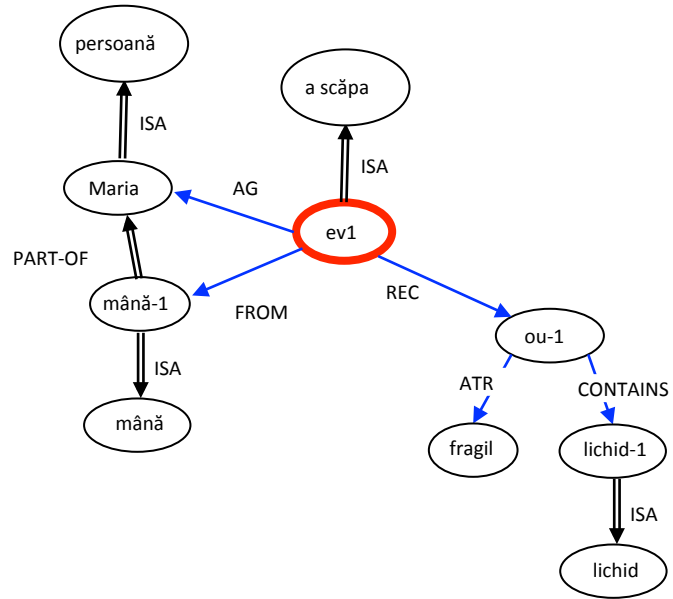 persoană
a scăpa
ISA
ISA
Maria
AG
ev1
PART-OF
REC
mână-1
FROM
ou-1
ISA
ATR
CONTAINS
mână
fragil
lichid-1
ISA
lichid